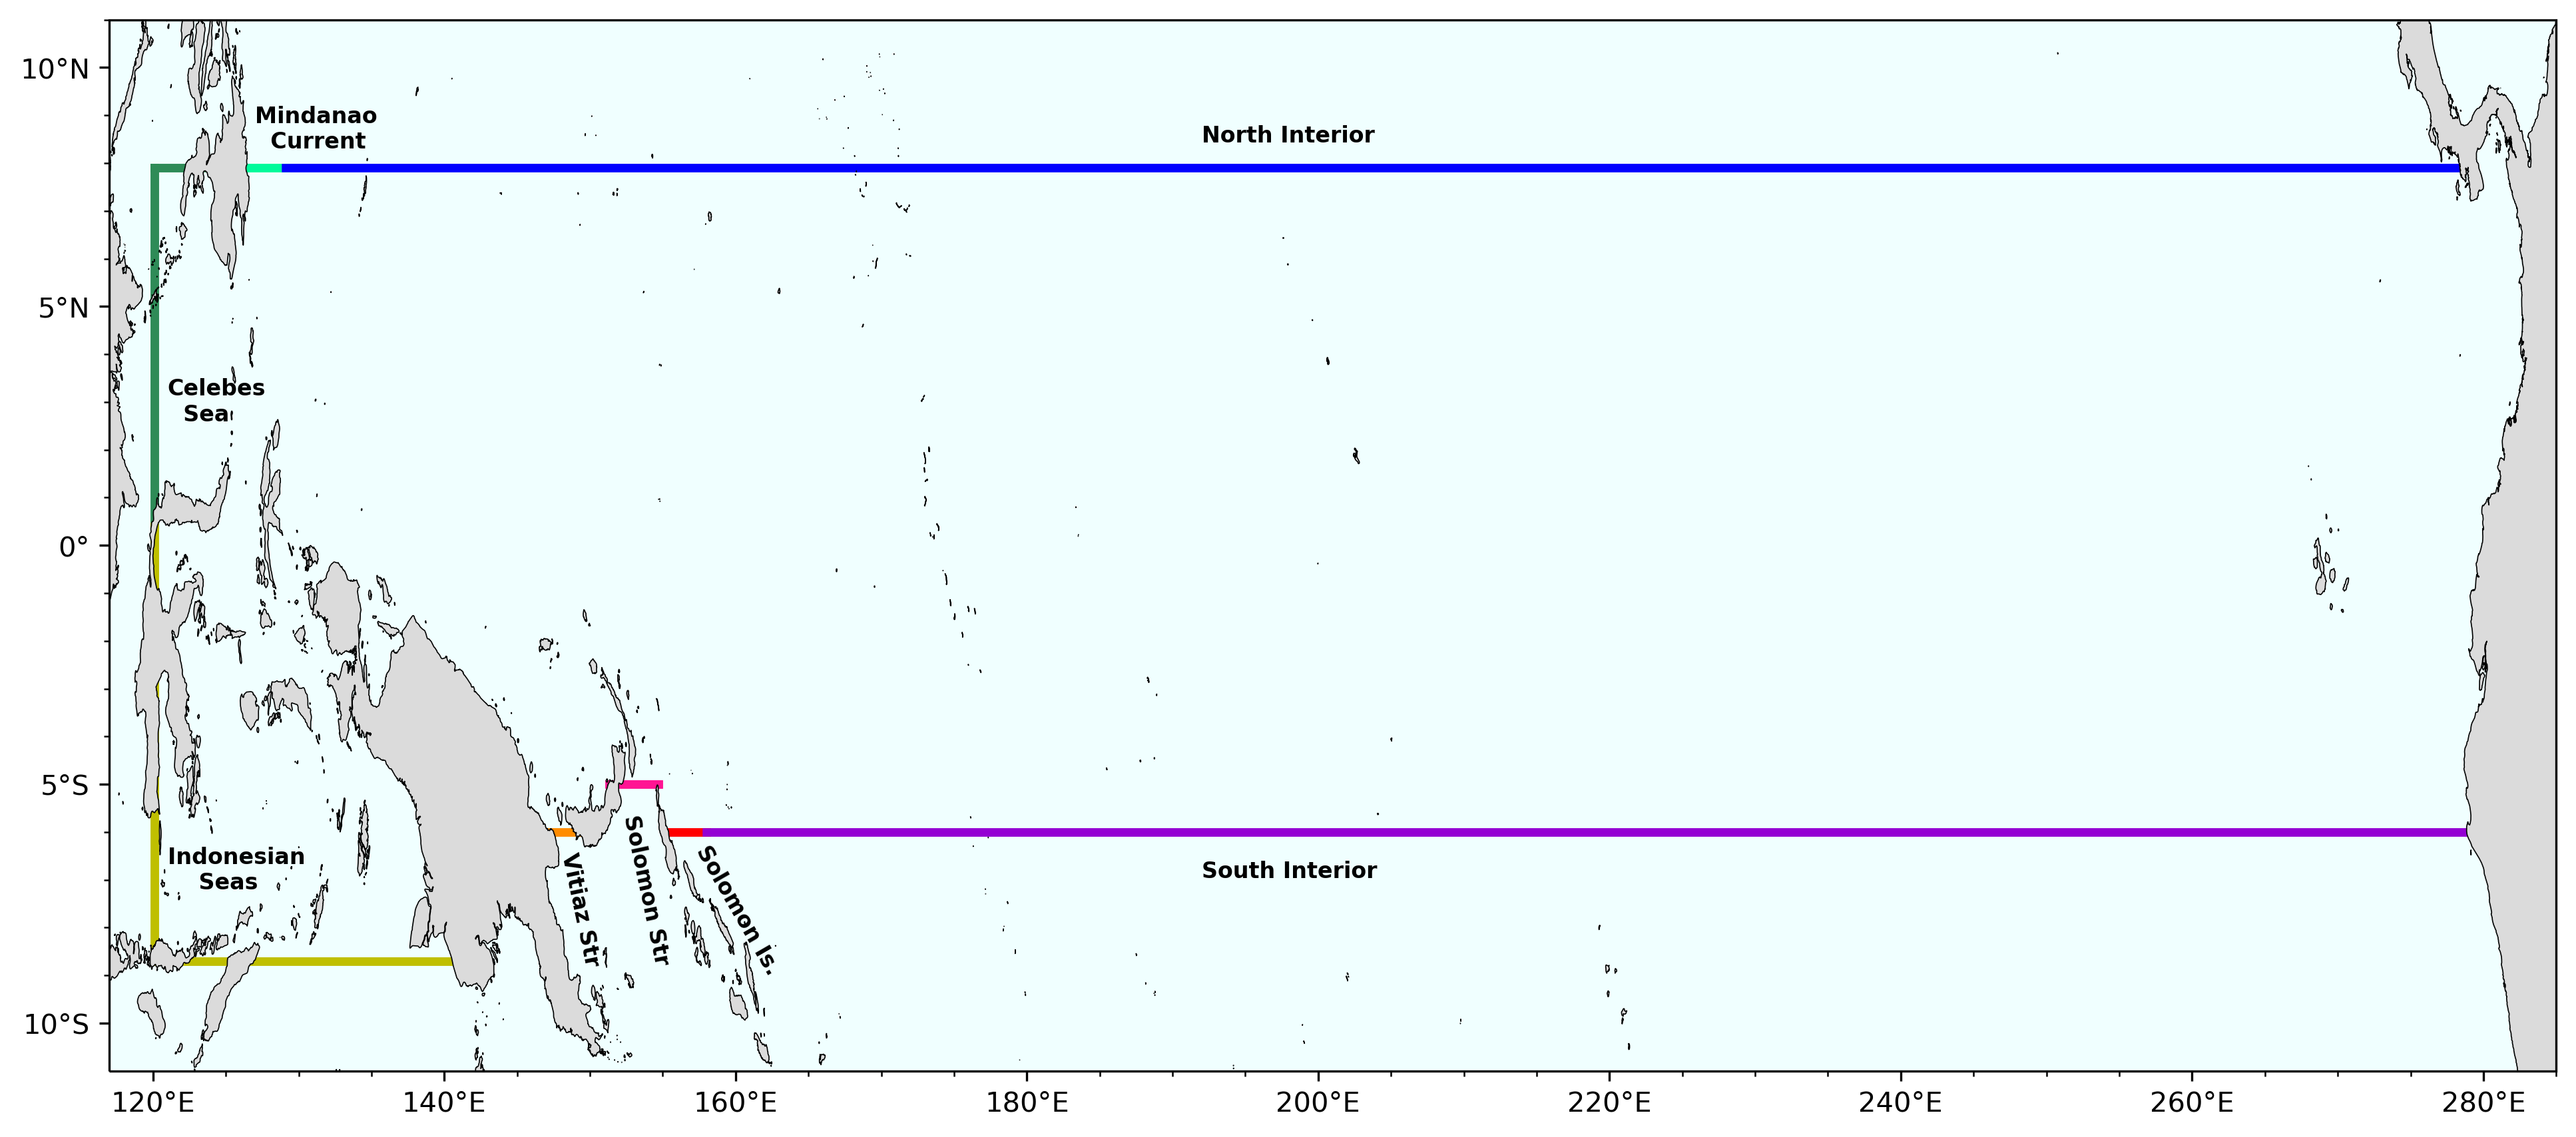 10°N
5°N
0°
5°S
10°S
Mindanao
Current
North Interior
Celebes
Sea
Indonesian
Seas
Vitiaz Str
Solomon Str
Solomon Is.
South Interior
120°E
140°E
160°E
180°E
200°E
220°E
240°E
260°E
280°E